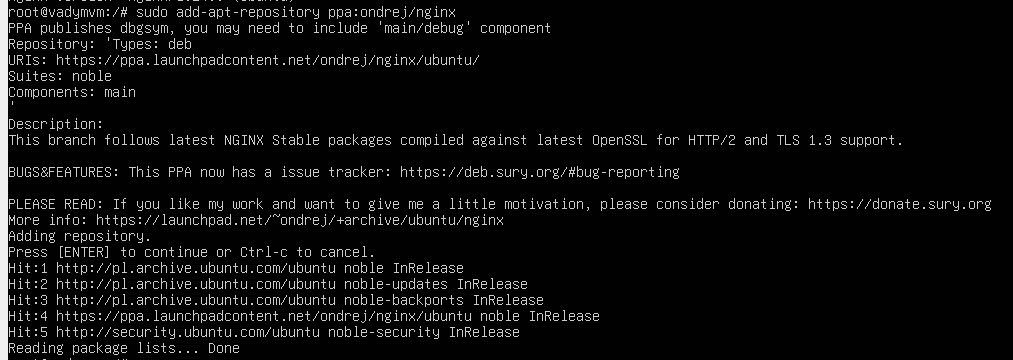 root@vadymvm:/# sudo add-apt-repository ppa:ondrej/nginx
PPA publishes dbgsym, you may need to include 'main/debug' component
Repository: 'Types: deb
URIs: https://ppa.launchpadcontent.net/ondrej/nginx/ubuntu/
Suites: noble
Components: main
'
Description:
This branch follows latest NGINX Stable packages compiled against latest OpenSSL for HTTP/2 and TLS 1.3 support.
BUGS&FEATURES: This PPA now has a issue tracker: https://deb.sury.org/#bug-reporting
PLEASE READ: If you like my work and want to give me a little motivation, please consider donating: https://donate.sury.org
More info: https://launchpad.net/~ondrej/+archive/ubuntu/nginx
Adding repository.
Press [ENTER] to continue or Ctrl-c to cancel.
Hit:1 http://pl.archive.ubuntu.com/ubuntu noble InRelease
Hit:2 http://pl.archive.ubuntu.com/ubuntu noble-updates InRelease
Hit:3 http://pl.archive.ubuntu.com/ubuntu noble-backports InRelease
Hit:4 https://ppa.launchpadcontent.net/ondrej/nginx/ubuntu noble InRelease
Hit:5 http://security.ubuntu.com/ubuntu noble-security InRelease
Reading package lists... Done